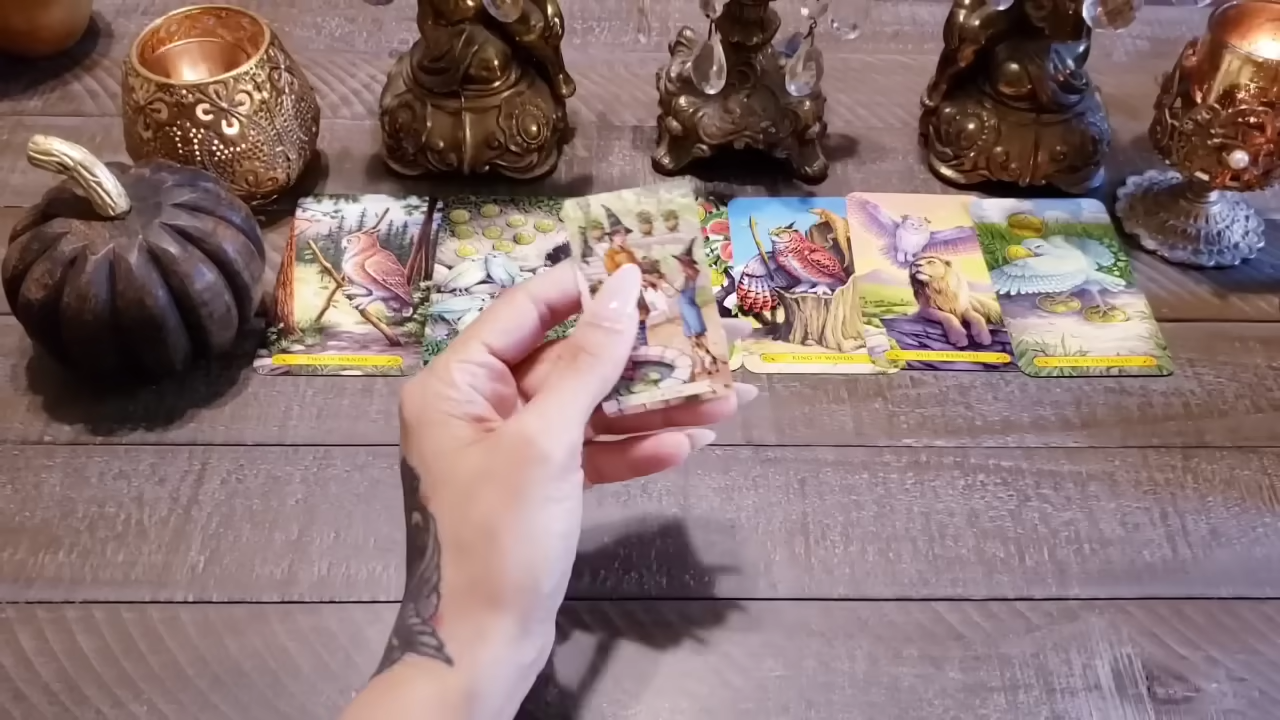 TWO OF WANDS
KING OF WANDS
VIII - STRENGTH
FOUR OF PENTACLES